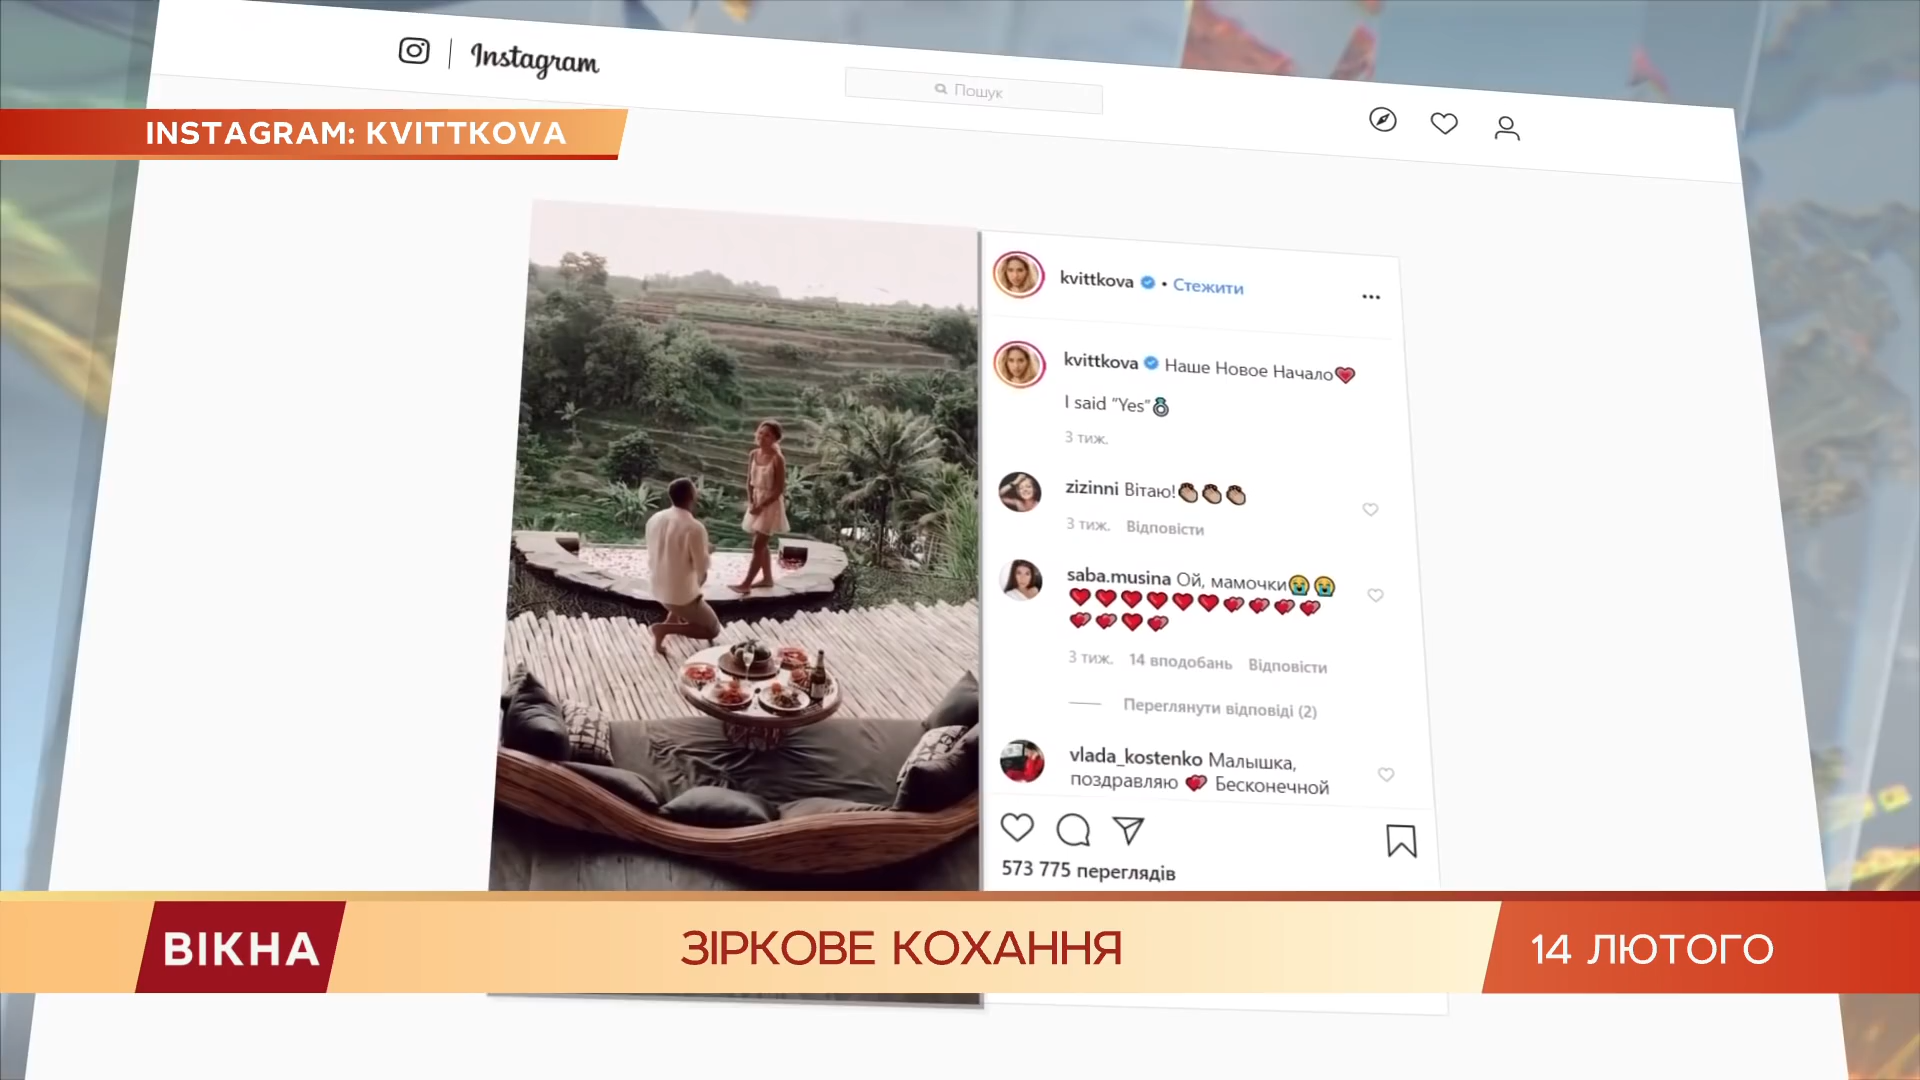 Instagram
Пошук
INSTAGRAM: KVITTKOVA
kvittkova • Стежити
kvittkova Наше Новое Начало
I said “Yes”
3 тиж.
zizinni Вітаю!
3 тиж. Відповісти
saba.musina Ой, мамочки
3 тиж. 14 вподобань Відповісти
Переглянути відповіді (2)
vlada_kostenko Малышка,
поздравляю Бесконечной
573 775 переглядів
ВІКНА
ЗІРКОВЕ КОХАННЯ
14 ЛЮТОГО